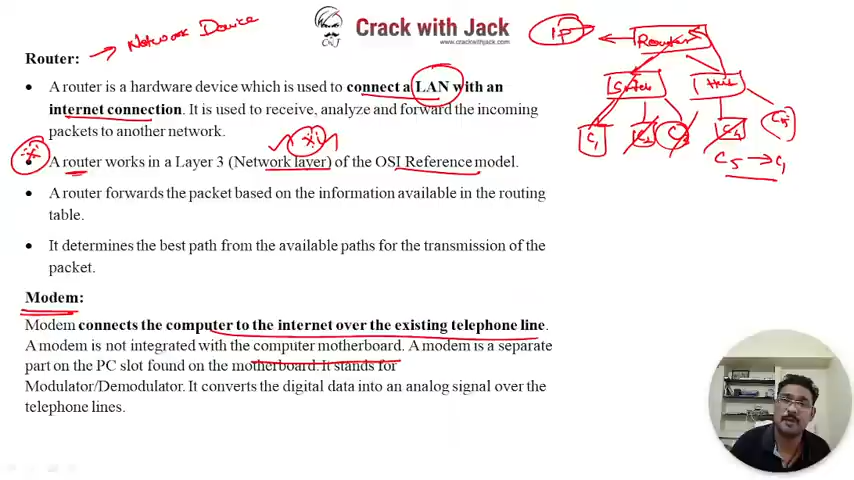 Network Device
CWJ
Crack with Jack
www.crackwithjack.com
IP
Router
Router:
A router is a hardware device which is used to connect a LAN with an
internet connection. It is used to receive, analyze and forward the incoming
packets to another network.
Hub
C1
C2
C4
C5
C5 → C1
A router works in a Layer 3 (Network layer) of the OSI Reference model.
A router forwards the packet based on the information available in the routing
table.
It determines the best path from the available paths for the transmission of the
packet.
Modem:
Modem connects the computer to the internet over the existing telephone line.
A modem is not integrated with the computer motherboard. A modem is a separate
part on the PC slot found on the motherboard. It stands for
Modulator/Demodulator. It converts the digital data into an analog signal over the
telephone lines.